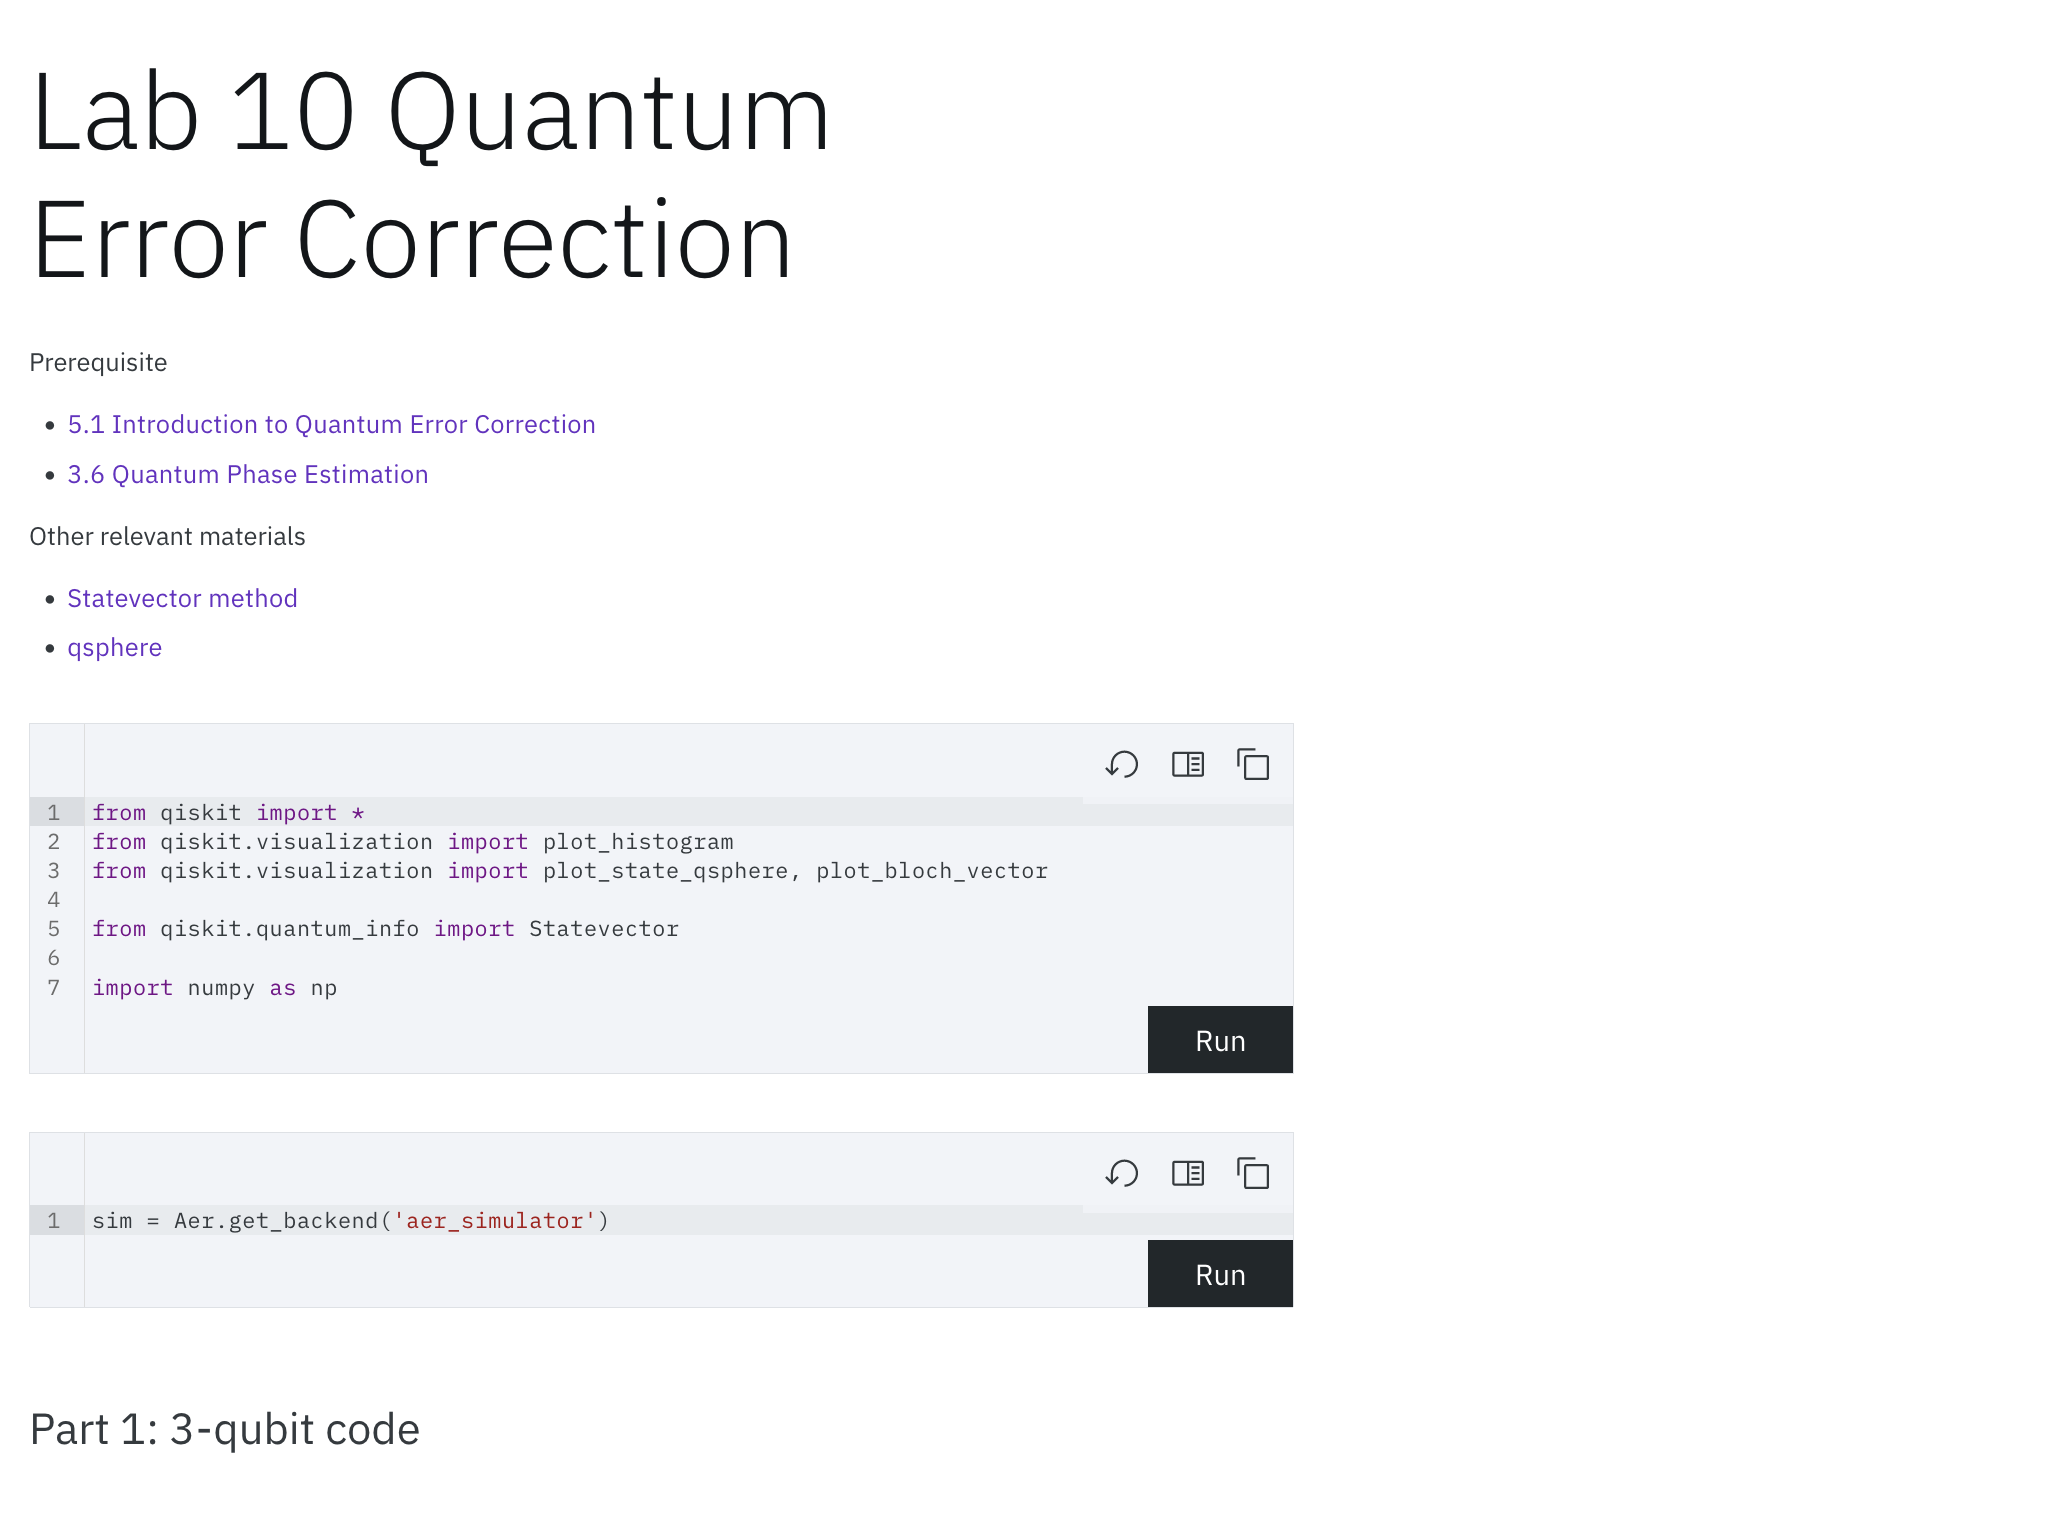 Lab 10 Quantum
Error Correction
Prerequisite
5.1 Introduction to Quantum Error Correction
3.6 Quantum Phase Estimation
Other relevant materials
Statevector method
qsphere
1 from qiskit import *
2 from qiskit.visualization import plot_histogram
3 from qiskit.visualization import plot_state_qsphere, plot_bloch_vector
4
5 from qiskit.quantum_info import Statevector
6
7 import numpy as np
Run
1 sim = Aer.get_backend('aer_simulator')
Run
Part 1: 3-qubit code